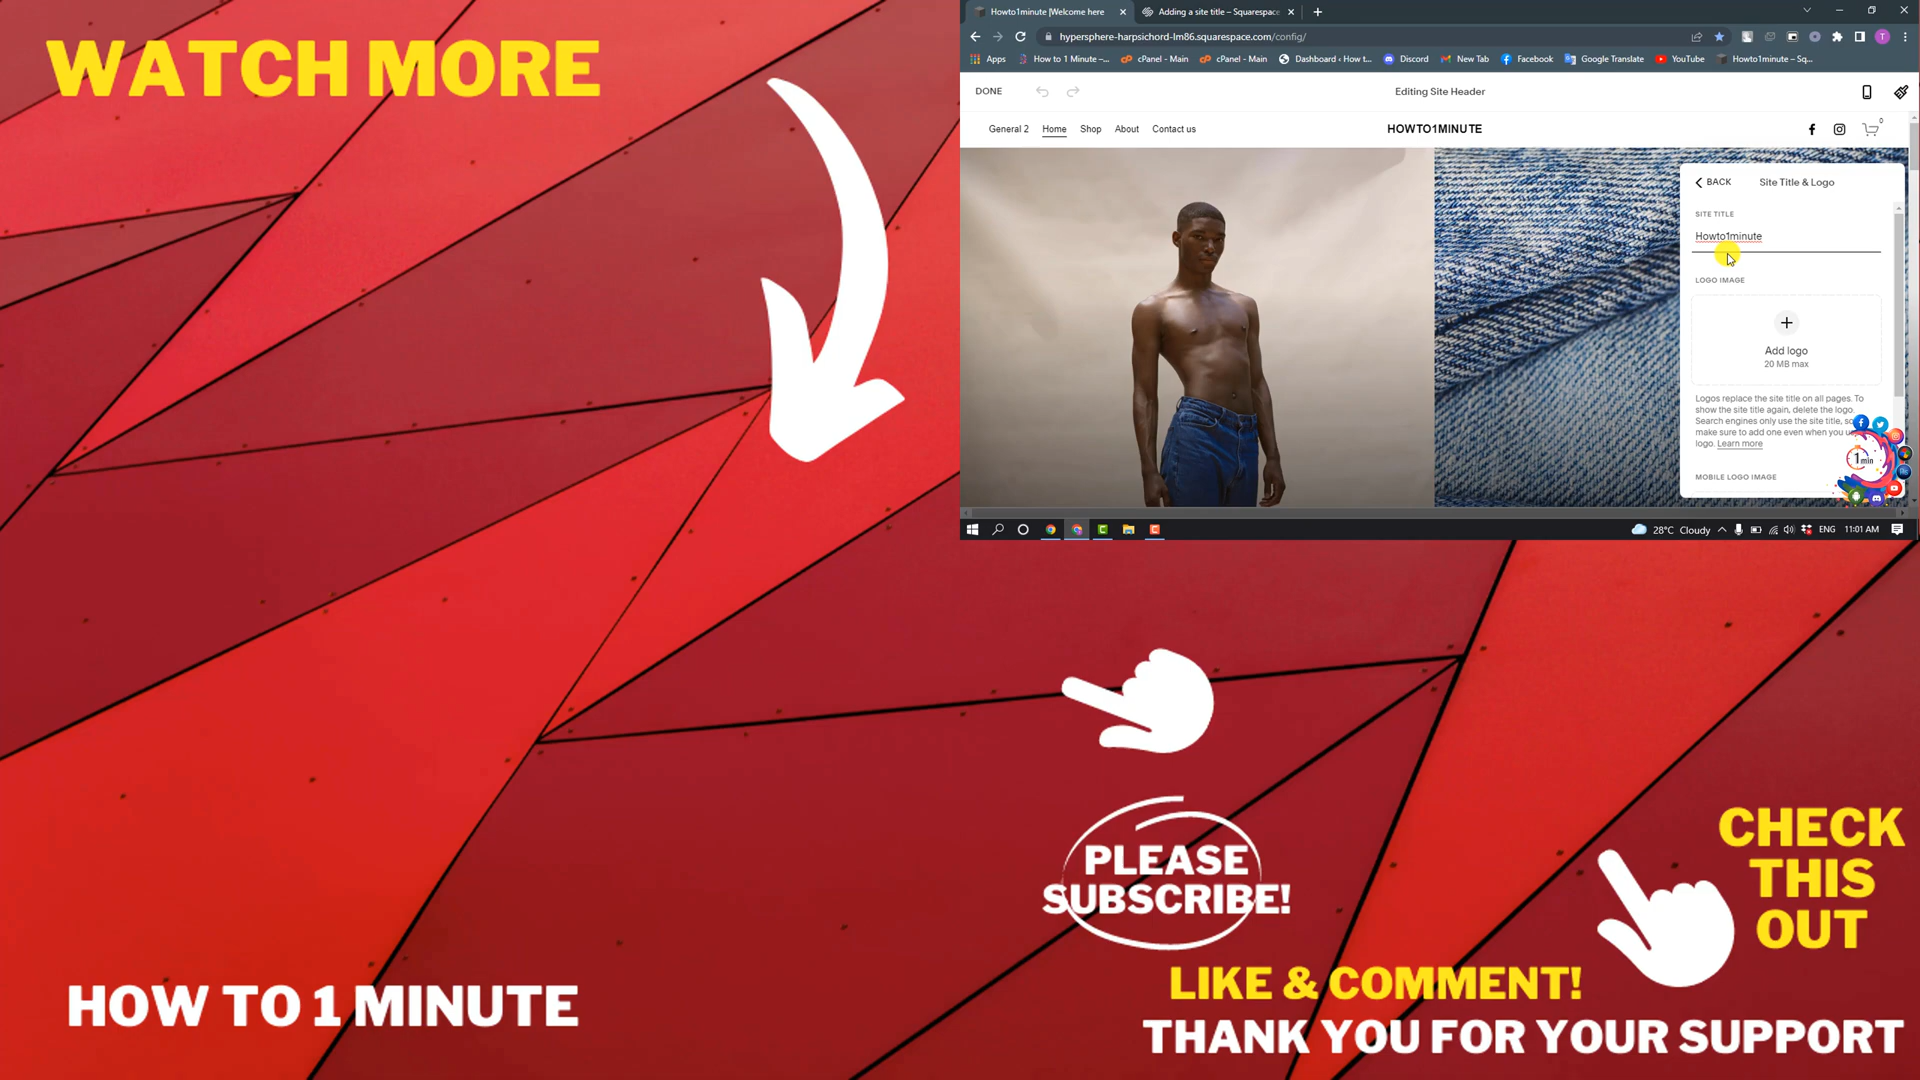 WATCH MORE
Howto1minute |Welcome here
Adding a site title – Squarespace
hypersphere-harpsichord-lm86.squarespace.com/config/
Apps
How to 1 Minute –...
cPanel - Main
cPanel - Main
Dashboard ‹ How t...
Discord
New Tab
Facebook
Google Translate
YouTube
Howto1minute – Sq...
DONE
Editing Site Header
General 2
Home
Shop
About
Contact us
HOWTO1MINUTE
0
BACK
Site Title & Logo
SITE TITLE
Howto1minute
LOGO IMAGE
Add logo
20 MB max
Logos replace the site title on all pages. To
show the site title again, delete the logo.
Search engines only use the site title, so
make sure to add one even when you
logo. Learn more
1min
MOBILE LOGO IMAGE
28°C Cloudy
ENG
11:01 AM
PLEASE
SUBSCRIBE!
CHECK
THIS
OUT
HOW TO 1 MINUTE
LIKE & COMMENT!
THANK YOU FOR YOUR SUPPORT